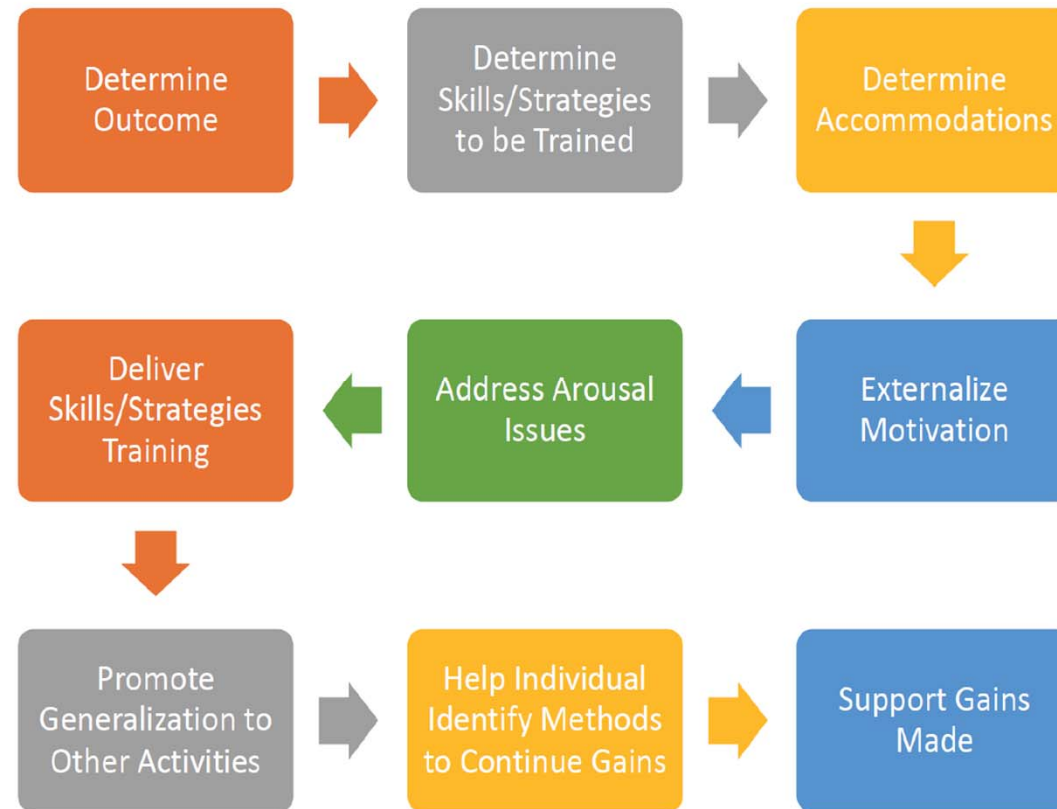 Determine
Outcome
Determine
Skills/Strategies
to be Trained
Determine
Accommodations
Externalize
Motivation
Address Arousal
Issues
Deliver
Skills/Strategies
Training
Promote
Generalization to
Other Activities
Help Individual
Identify Methods
to Continue Gains
Support Gains
Made